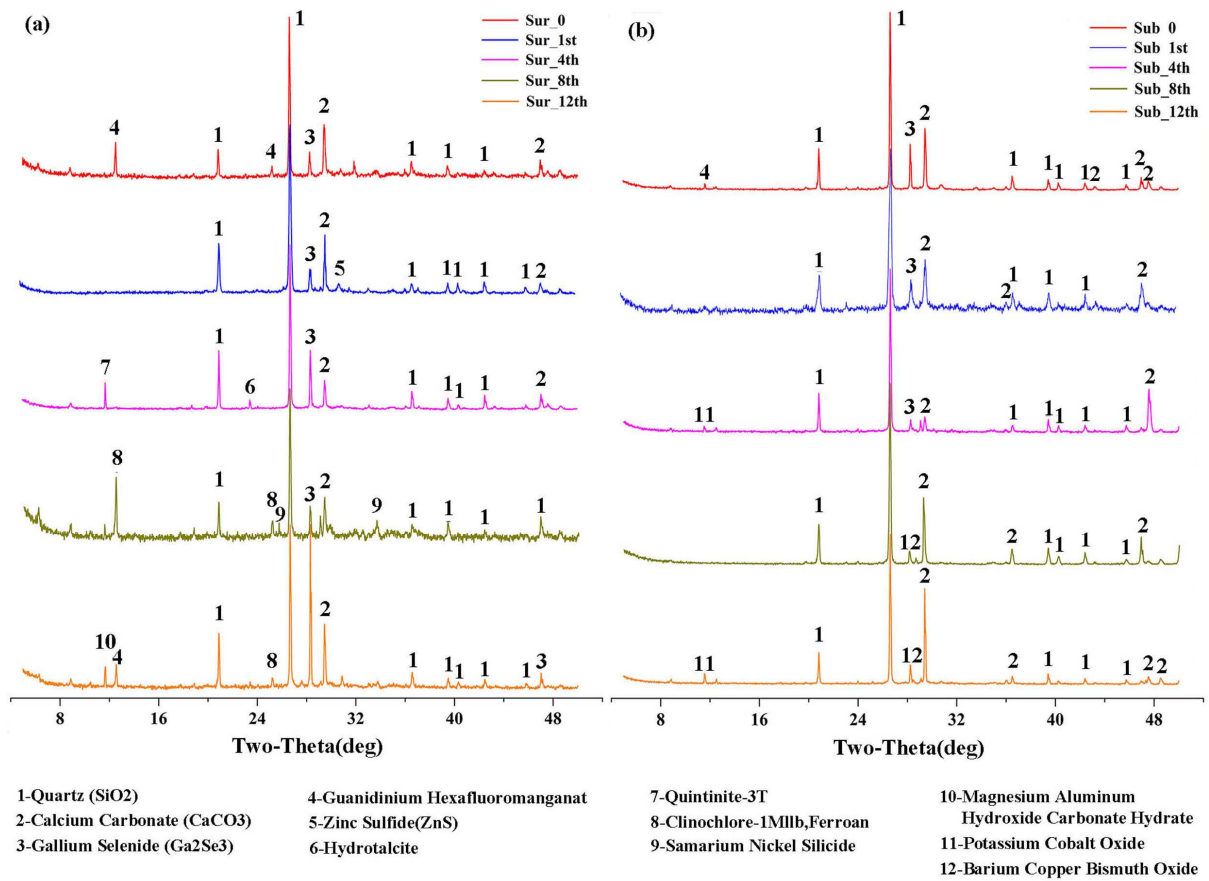 (a)
Sur_0
Sur_1st
Sur_4th
Sur_8th
Sur_12th
1
4 1 4 3 2 1 1 1 2
1 3 2 5 1 1 1 1 1 2
7 1 6 3 2 1 1 1 1 2
8 1 8 9 3 2 9 1 1 1 1
10 4 1 8 2 1 1 1 1 1 3
8 16 24 32 40 48
Two-Theta(deg)
(b)
Sub 0
Sub 1st
Sub_4th
Sub_8th
Sub_12th
1
4 1 3 2 1 1 1 12 1 2 2
1 3 2 2 1 1 1 2
11 1 3 2 1 1 1 1 1 2
1 12 2 2 1 1 1 1 2
11 1 12 2 2 1 1 1 2 2
8 16 24 32 40 48
Two-Theta(deg)
1-Quartz (SiO2)
2-Calcium Carbonate (CaCO3)
3-Gallium Selenide (Ga2Se3)
4-Guanidinium Hexafluoromanganat
5-Zinc Sulfide(ZnS)
6-Hydrotalcite
7-Quintinite-3T
8-Clinochlore-1MIIb,Ferroan
9-Samarium Nickel Silicide
10-Magnesium Aluminum
Hydroxide Carbonate Hydrate
11-Potassium Cobalt Oxide
12-Barium Copper Bismuth Oxide